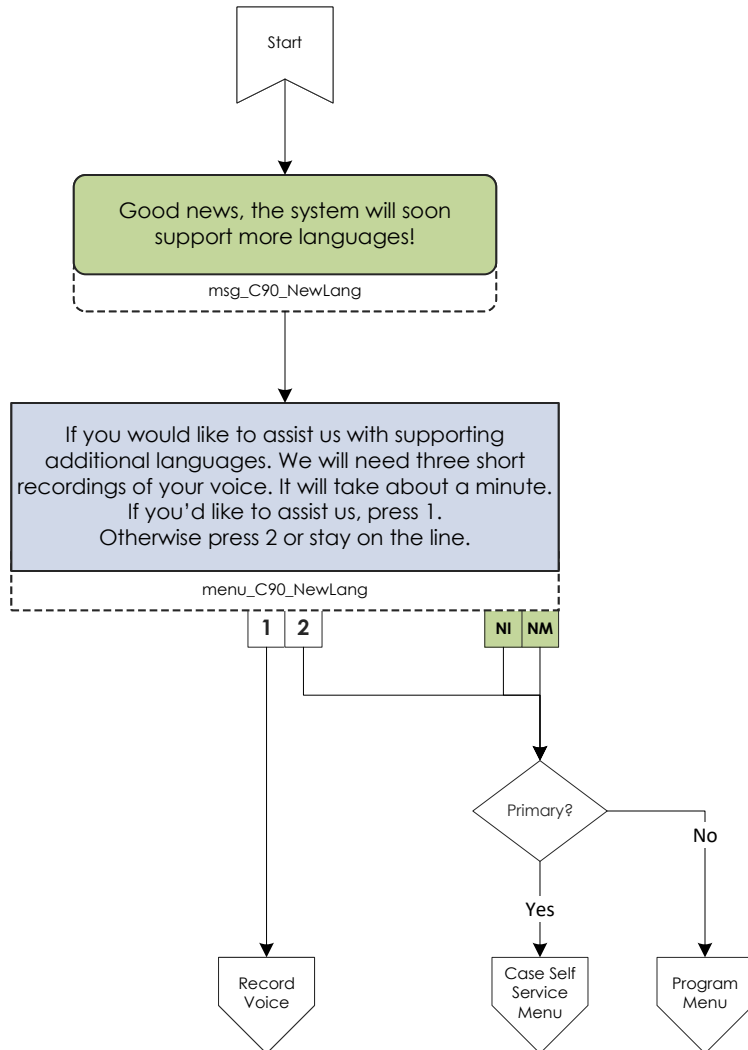 Start
Good news, the system will soon
support more languages!
msg_C90_NewLang
If you would like to assist us with supporting
additional languages. We will need three short
recordings of your voice. It will take about a minute.
If you’d like to assist us, press 1.
Otherwise press 2 or stay on the line.
menu_C90_NewLang
1 2 NI NM
Primary?
No
Yes
Record
Voice
Case Self
Service
Menu
Program
Menu